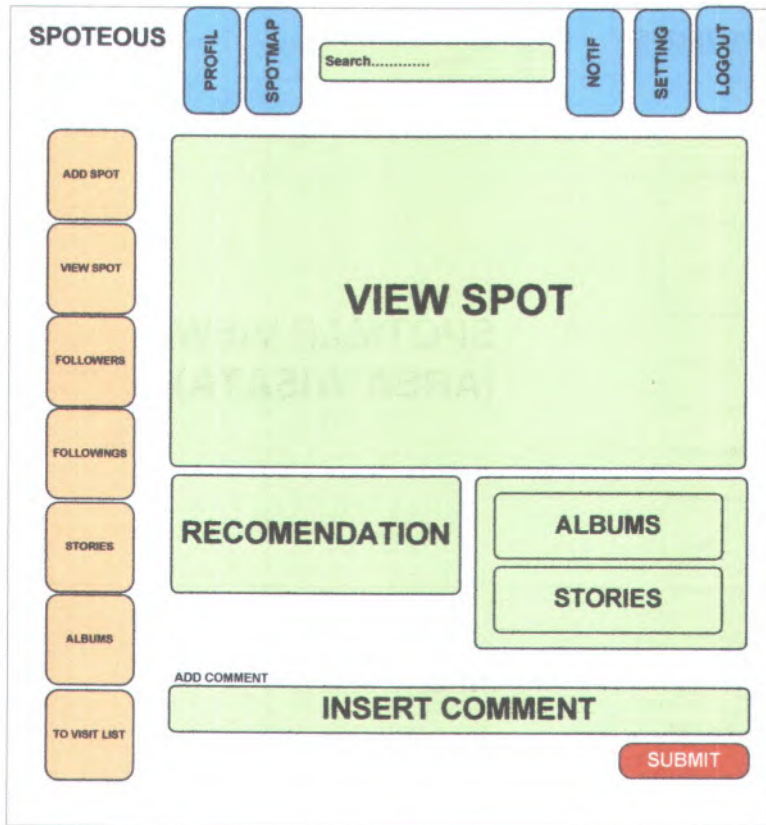 SPOTEOUS
PROFIL
SPOTMAP
Search.............
NOTIF
SETTING
LOGOUT
ADD SPOT
VIEW SPOT
FOLLOWERS
FOLLOWINGS
STORIES
ALBUMS
TO VISIT LIST
VIEW SPOT
RECOMENDATION
ALBUMS
STORIES
ADD COMMENT
INSERT COMMENT
SUBMIT